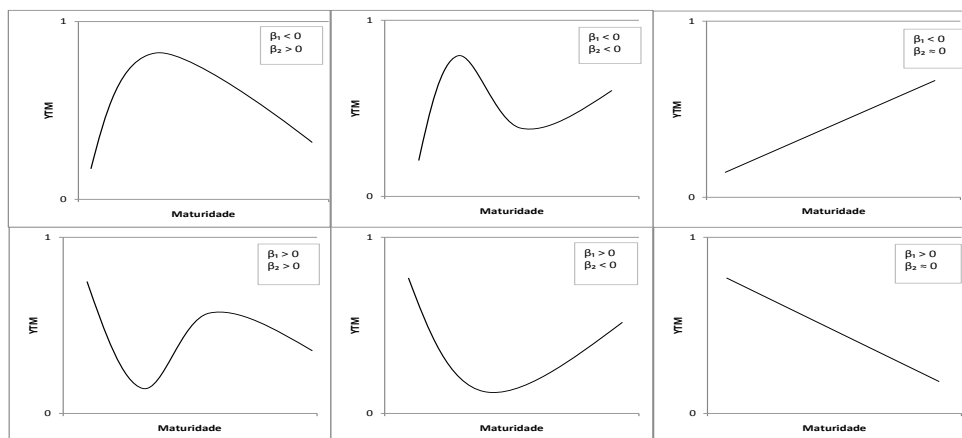 1
β₁ < 0
β₂ > 0
YTM
0
Maturidade
1
β₁ < 0
β₂ < 0
YTM
0
Maturidade
1
β₁ < 0
β₂ ≈ 0
YTM
0
Maturidade
1
β₁ > 0
β₂ > 0
YTM
0
Maturidade
1
β₁ > 0
β₂ < 0
YTM
0
Maturidade
1
β₁ > 0
β₂ ≈ 0
YTM
0
Maturidade